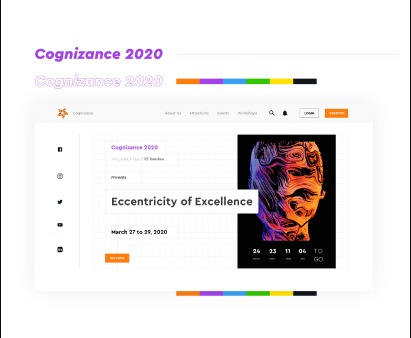 Cognizance 2020
Cognizance 2020
Cognizance
About Us Attractions Events Workshops LOGIN REGISTER
Cognizance 2020
Annual tech fest of IIT Roorkee
Presents
Eccentricity of Excellence
March 27 to 29, 2020
24 23 11 04 TO GO
REGISTER